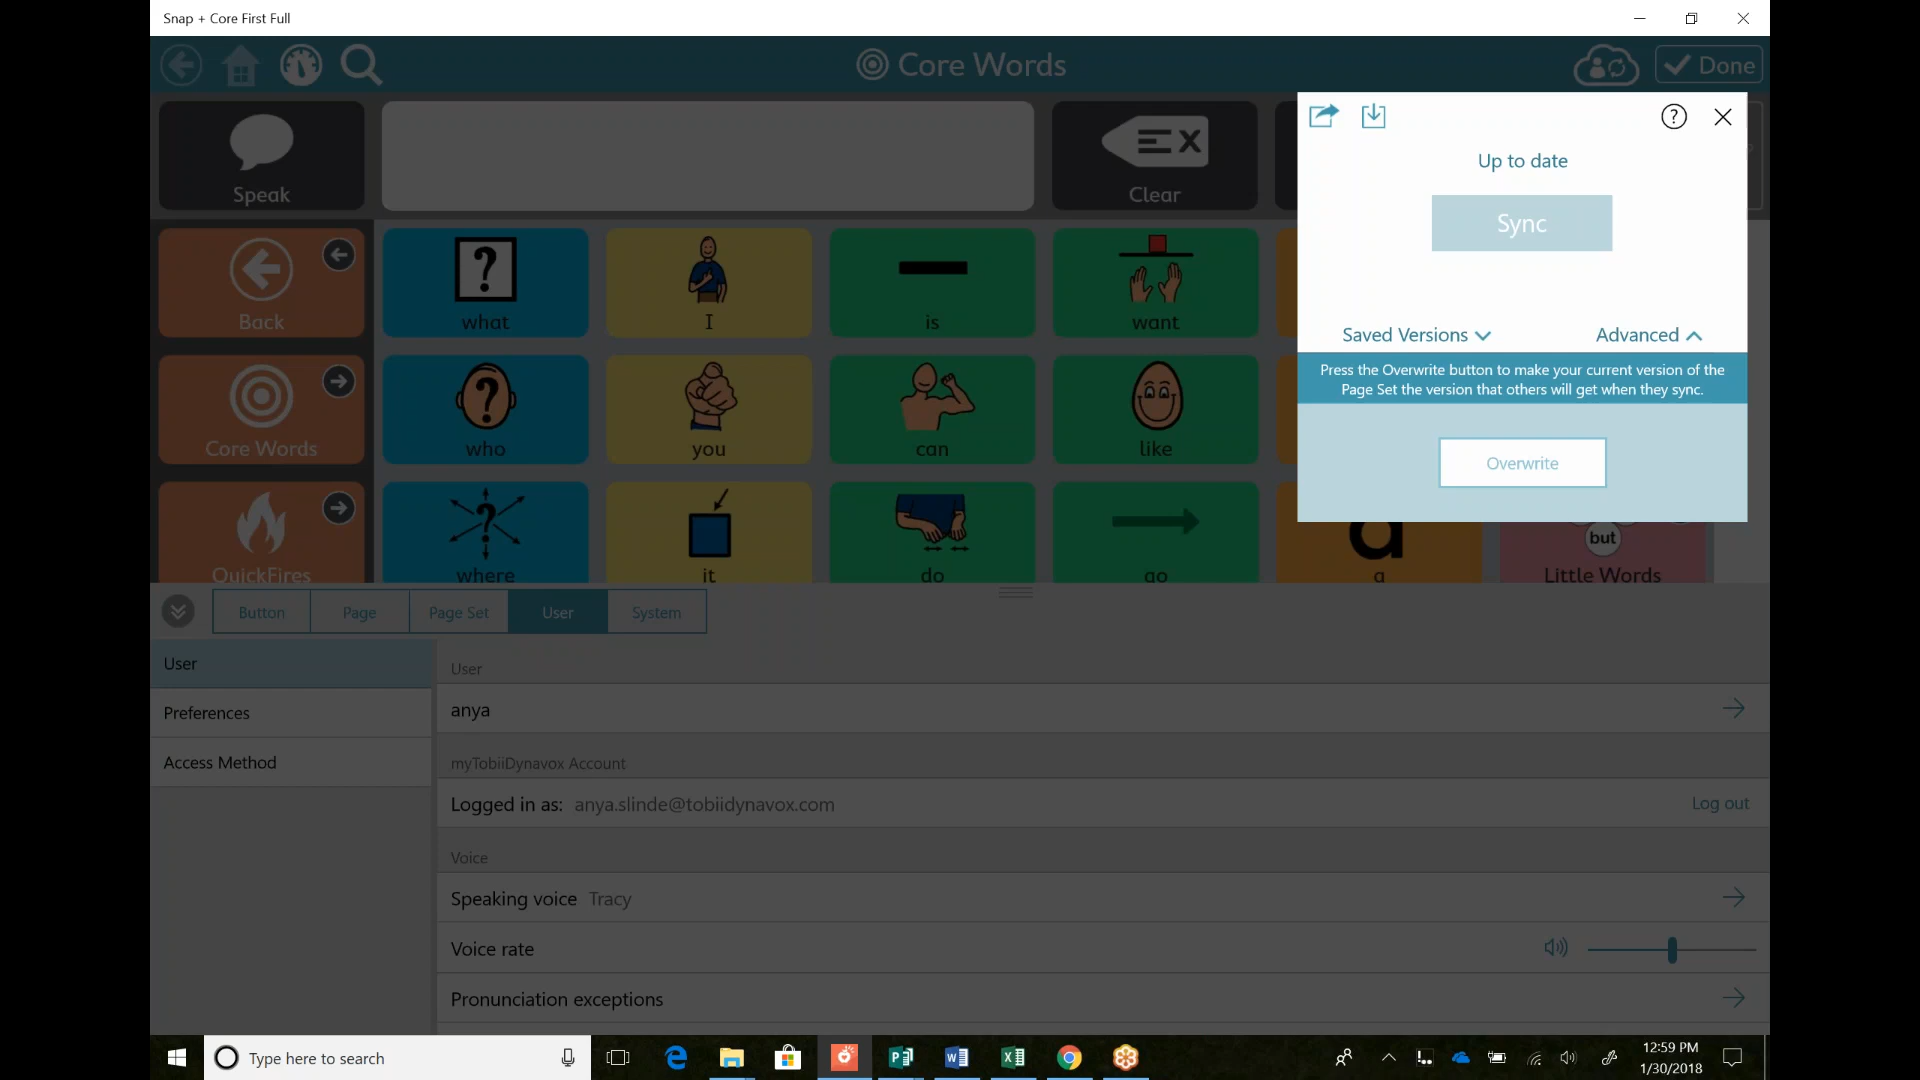 Snap + Core First Full
Core Words
Done
Speak
Clear
Up to date
Sync
Saved Versions
Advanced
Press the Overwrite button to make your current version of the
Page Set the version that others will get when they sync.
Overwrite
Back
what
I
is
want
Core Words
who
you
can
like
QuickFires
where
it
do
go
a
a
but
Little Words
Button
Page
Page Set
User
System
User
Preferences
Access Method
User
anya
myTobiiDynavox Account
Logged in as: anya.slinde@tobiidynavox.com
Log out
Voice
Speaking voice Tracy
Voice rate
Pronunciation exceptions
Type here to search
12:59 PM
1/30/2018